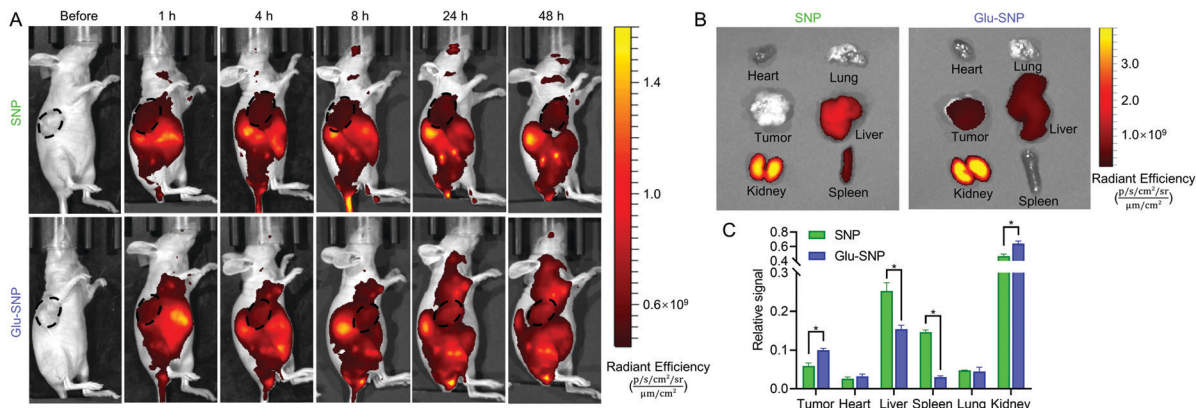 A
Before
1 h
4 h
8 h
24 h
48 h
SNP
Glu-SNP
1.4
1.0
0.6×10⁹
Radiant Efficiency
(p/s/cm²/sr / μm/cm²)
B
SNP
Glu-SNP
Heart
Lung
Tumor
Liver
Kidney
Spleen
Heart
Lung
Tumor
Liver
Kidney
Spleen
3.0
2.0
1.0×10⁹
Radiant Efficiency
(p/s/cm²/sr / μm/cm²)
C
SNP
Glu-SNP
Relative signal
0.8
0.6
0.4
0.3
0.2
0.1
0.0
*
*
*
*
Tumor Heart Liver Spleen Lung Kidney